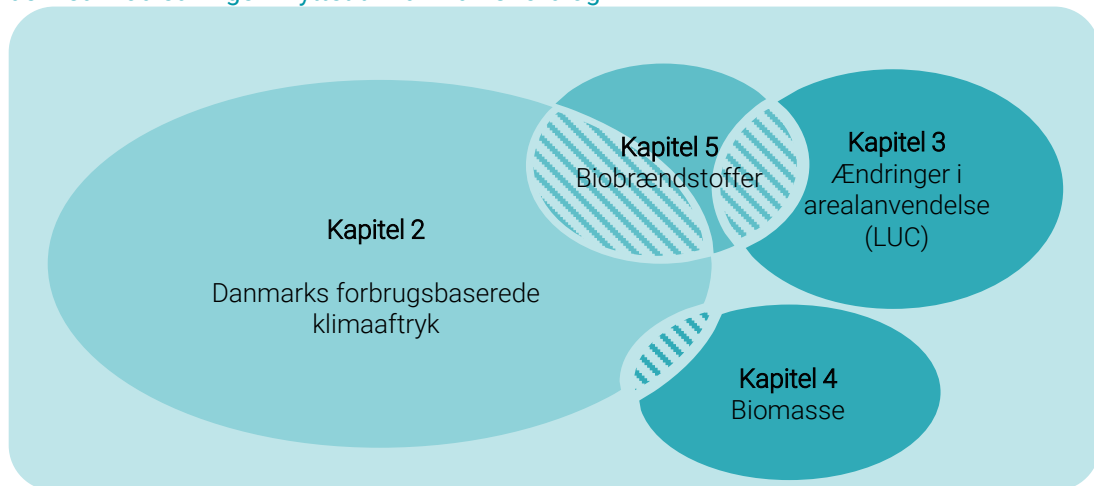 Kapitel 2
Danmarks forbrugsbaserede
klimaaftryk
Kapitel 5
Biobrændstoffer
Kapitel 3
Ændringer i
arealanvendelse
(LUC)
Kapitel 4
Biomasse